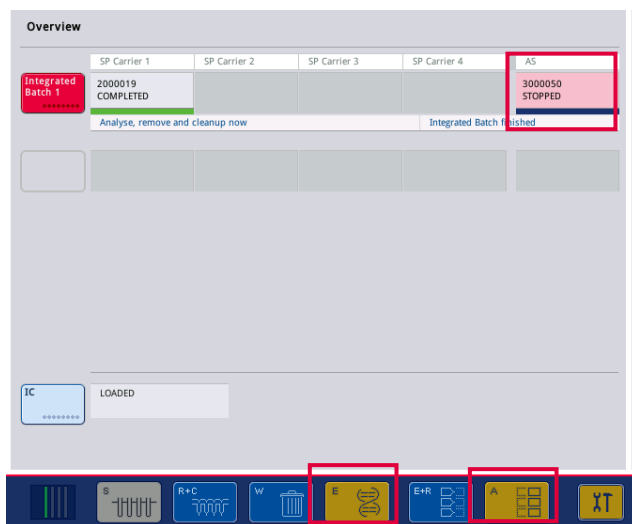 Overview
SP Carrier 1 SP Carrier 2 SP Carrier 3 SP Carrier 4 AS
Integrated
Batch 1
2000019
COMPLETED
3000050
STOPPED
Analyse, remove and cleanup now Integrated Batch finished
IC
LOADED
S R+C W E E+R A